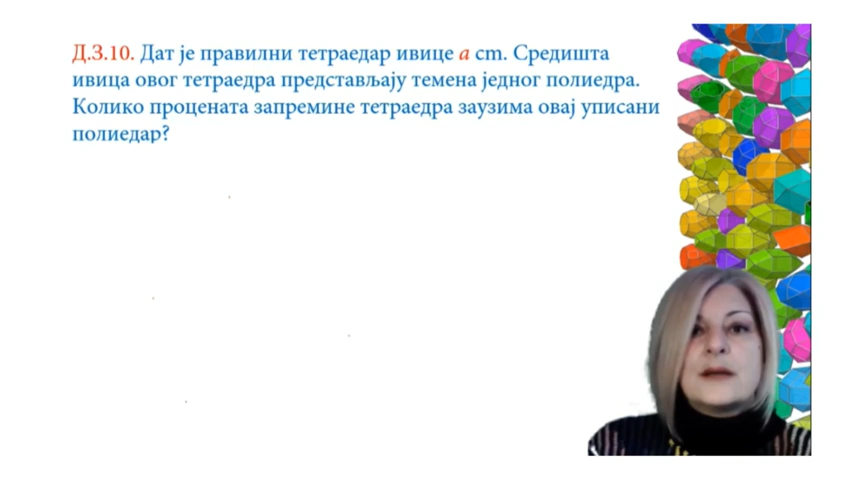 Д.З.10. Дат је правилни тетраедар ивице a cm. Средишта
ивица овог тетраедра представљају темена једног полиедра.
Колико процената запремине тетраедра заузима овај уписани
полиедар?